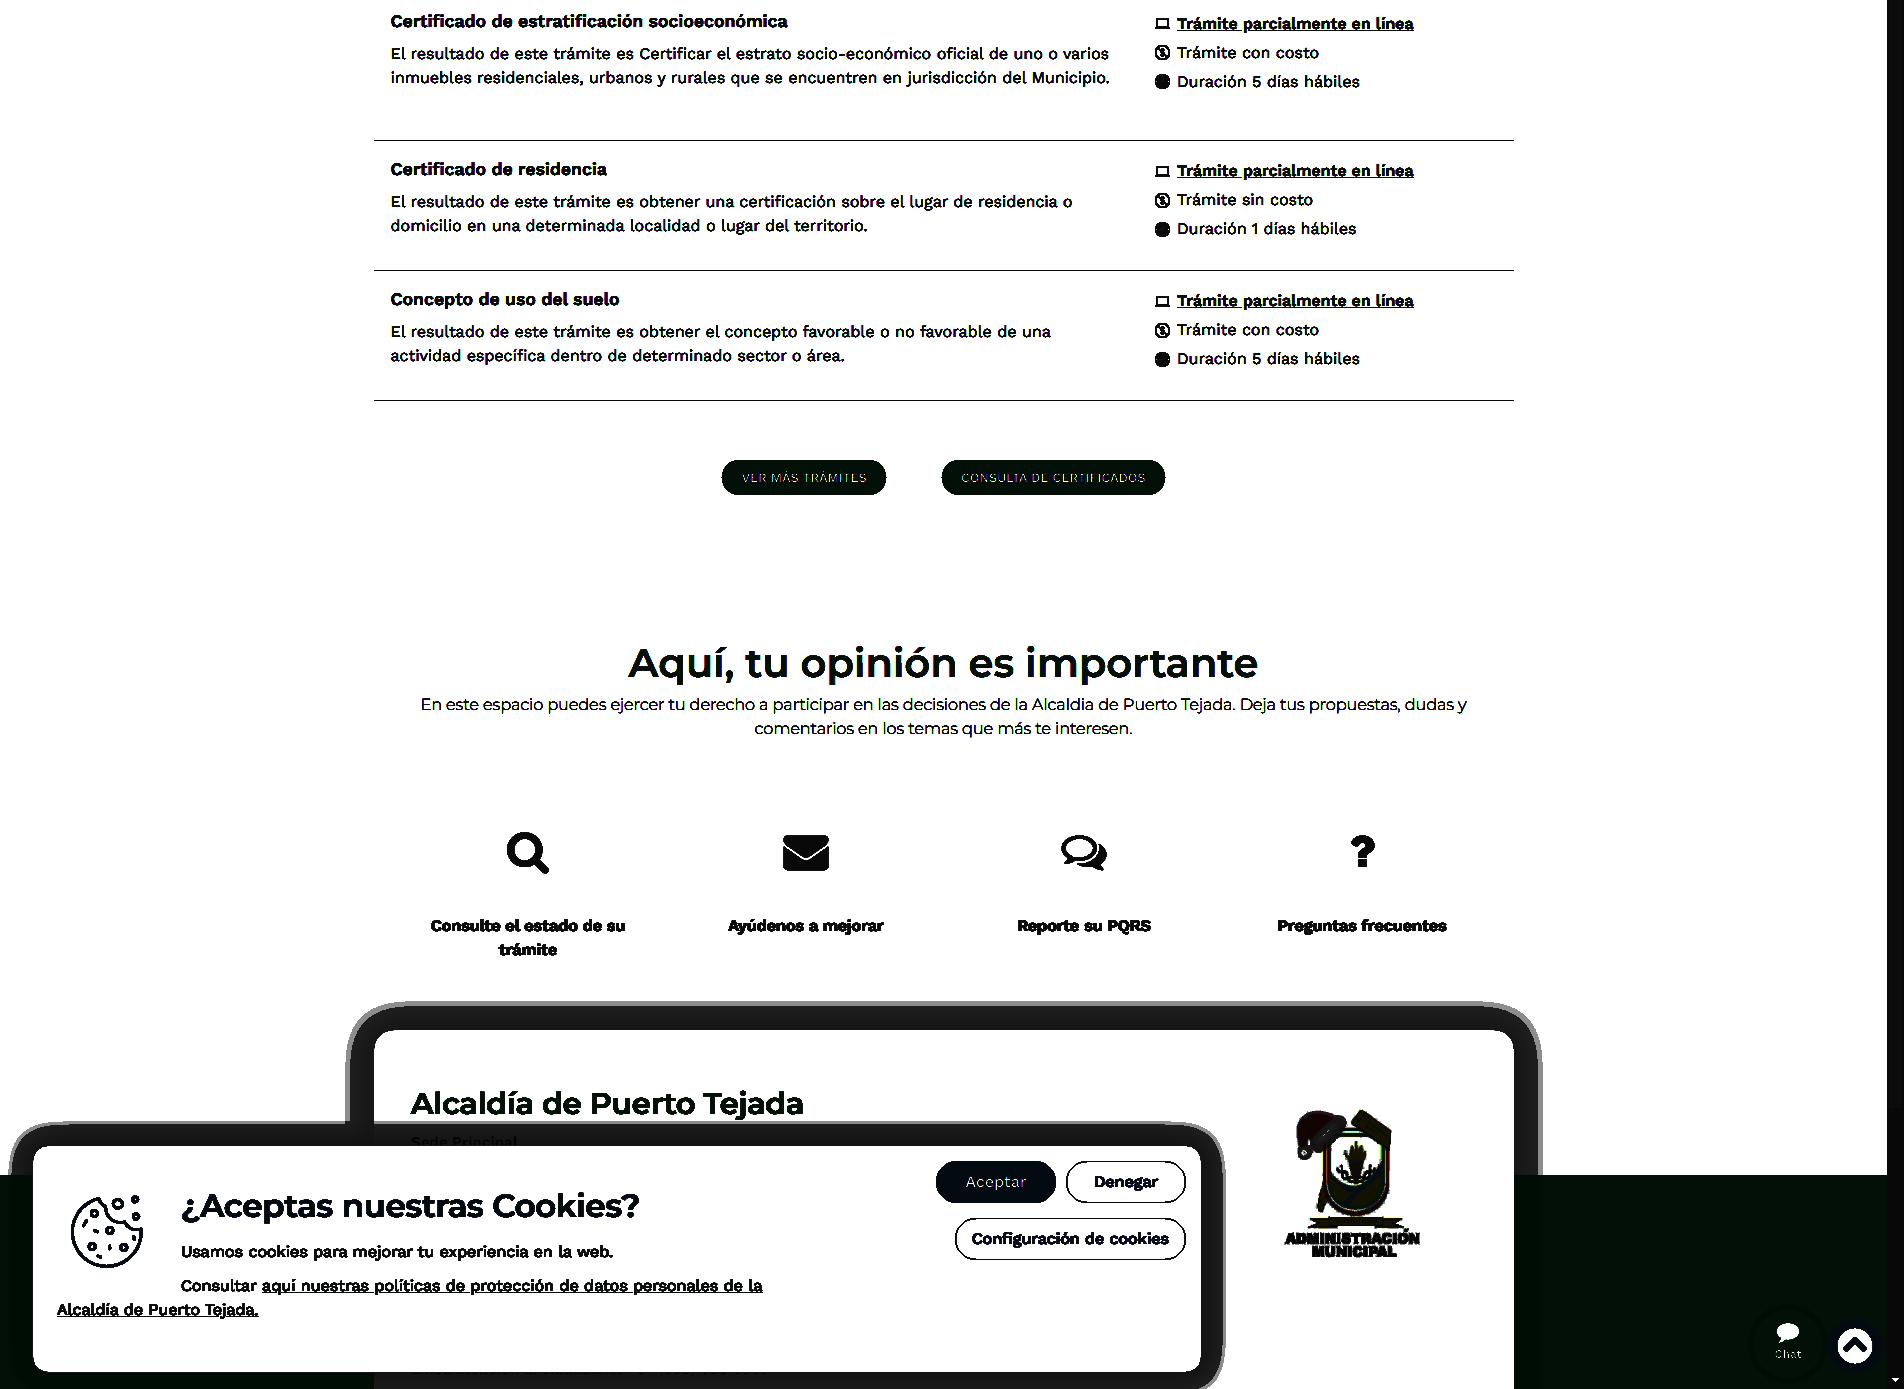 Certificado de estratificación socioeconómica
El resultado de este trámite es Certificar el estrato socio-económico oficial de uno o varios
inmuebles residenciales, urbanos y rurales que se encuentren en jurisdicción del Municipio.
Trámite parcialmente en línea
Trámite con costo
Duración 5 días hábiles
Certificado de residencia
El resultado de este trámite es obtener una certificación sobre el lugar de residencia o
domicilio en una determinada localidad o lugar del territorio.
Trámite parcialmente en línea
Trámite sin costo
Duración 1 días hábiles
Concepto de uso del suelo
El resultado de este trámite es obtener el concepto favorable o no favorable de una
actividad específica dentro de determinado sector o área.
Trámite parcialmente en línea
Trámite con costo
Duración 5 días hábiles
VER MÁS TRÁMITES
CONSULTA DE CERTIFICADOS
Aquí, tu opinión es importante
En este espacio puedes ejercer tu derecho a participar en las decisiones de la Alcaldia de Puerto Tejada. Deja tus propuestas, dudas y
comentarios en los temas que más te interesen.
Consulte el estado de su
trámite
Ayúdenos a mejorar
Reporte su PQRS
Preguntas frecuentes
Alcaldía de Puerto Tejada
Sede Principal
ADMINISTRACIÓN
MUNICIPAL
¿Aceptas nuestras Cookies?
Usamos cookies para mejorar tu experiencia en la web.
Consultar aquí nuestras políticas de protección de datos personales de la
Alcaldía de Puerto Tejada.
Aceptar
Denegar
Configuración de cookies
Chat